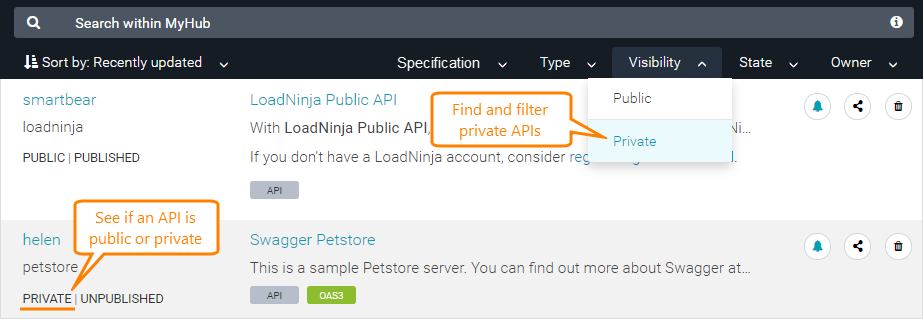 Search within MyHub
Sort by: Recently updated
Specification
Type
Visibility
State
Owner
Public
Private
Find and filter
private APIs
smartbear
loadninja
PUBLIC | PUBLISHED
LoadNinja Public API
With LoadNinja Public API, Ni...
If you don't have a LoadNinja account, consider reg d.
API
See if an API is
public or private
helen
petstore
PRIVATE | UNPUBLISHED
Swagger Petstore
This is a sample Petstore server. You can find out more about Swagger at...
API
OAS3